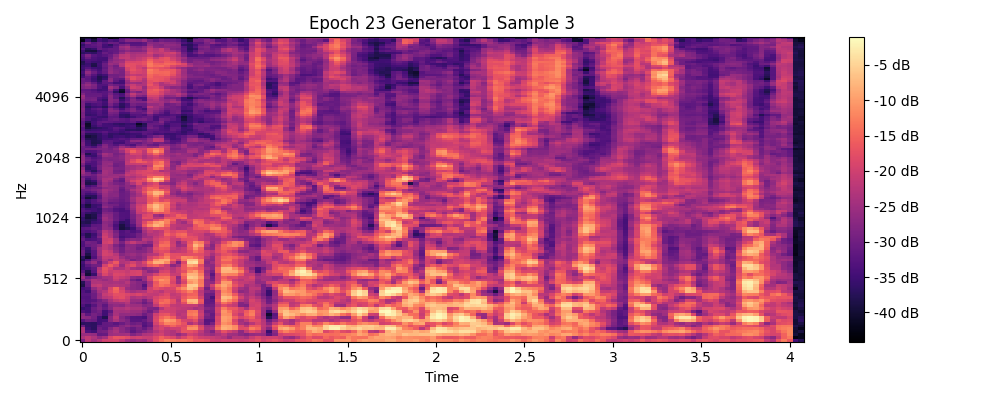 Epoch 23 Generator 1 Sample 3
Hz
4096
2048
1024
512
0
0
0.5
1
1.5
2
2.5
3
3.5
4
Time
-5 dB
-10 dB
-15 dB
-20 dB
-25 dB
-30 dB
-35 dB
-40 dB